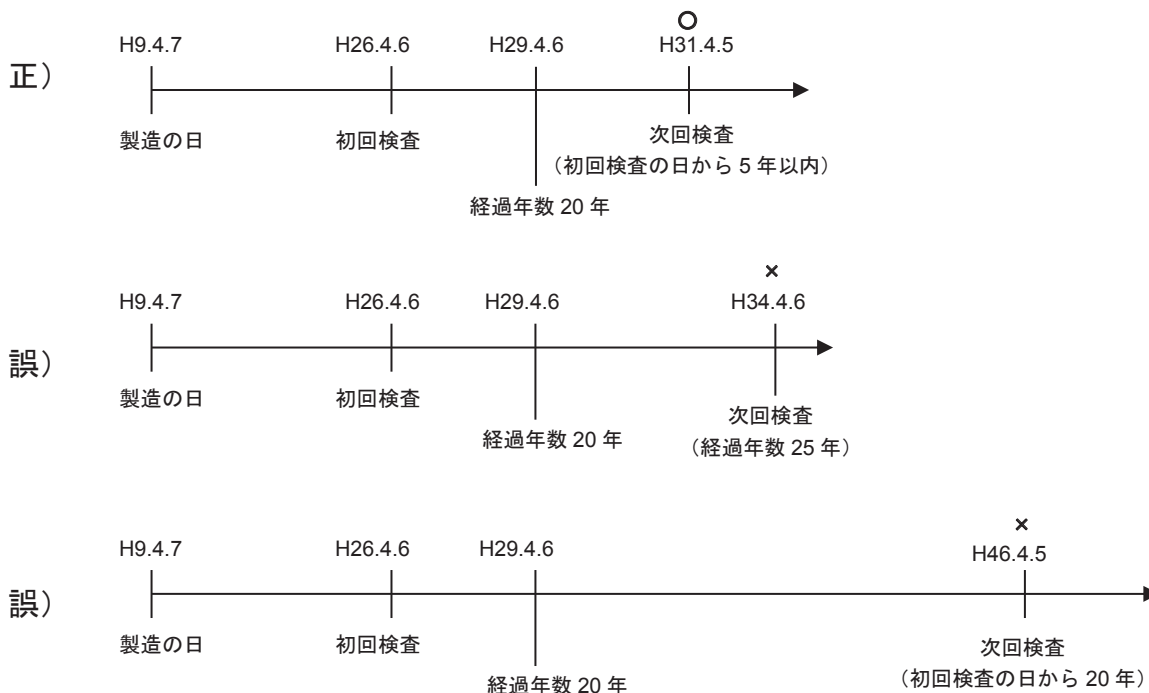 ○
H9.4.7 H26.4.6 H29.4.6 H31.4.5
正）
製造の日 初回検査 次回検査
（初回検査の日から 5 年以内）
経過年数 20 年
×
H9.4.7 H26.4.6 H29.4.6 H34.4.6
誤）
製造の日 初回検査 次回検査
経過年数 20 年 （経過年数 25 年）
×
H9.4.7 H26.4.6 H29.4.6 H46.4.5
誤）
製造の日 初回検査 次回検査
経過年数 20 年 （初回検査の日から 20 年）